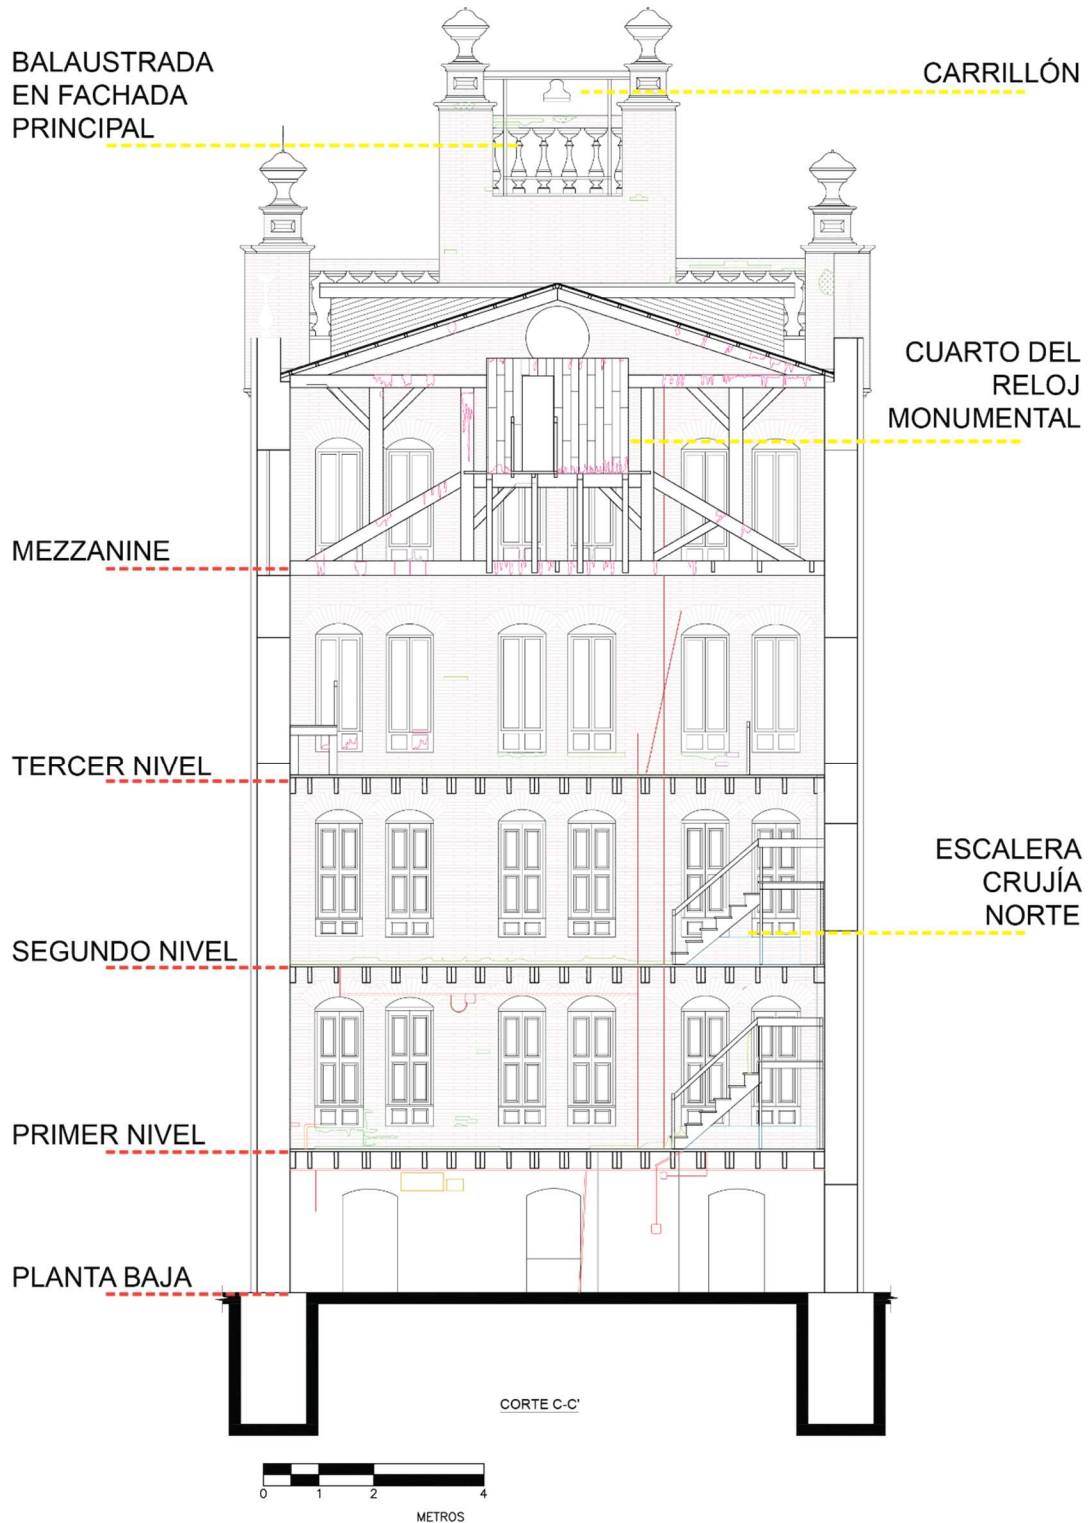 BALAUSTRADA
EN FACHADA
PRINCIPAL
CARRILLÓN
CUARTO DEL
RELOJ
MONUMENTAL
MEZZANINE
TERCER NIVEL
ESCALERA
CRUJÍA
NORTE
SEGUNDO NIVEL
PRIMER NIVEL
PLANTA BAJA
CORTE C-C'
0 1 2 4
METROS